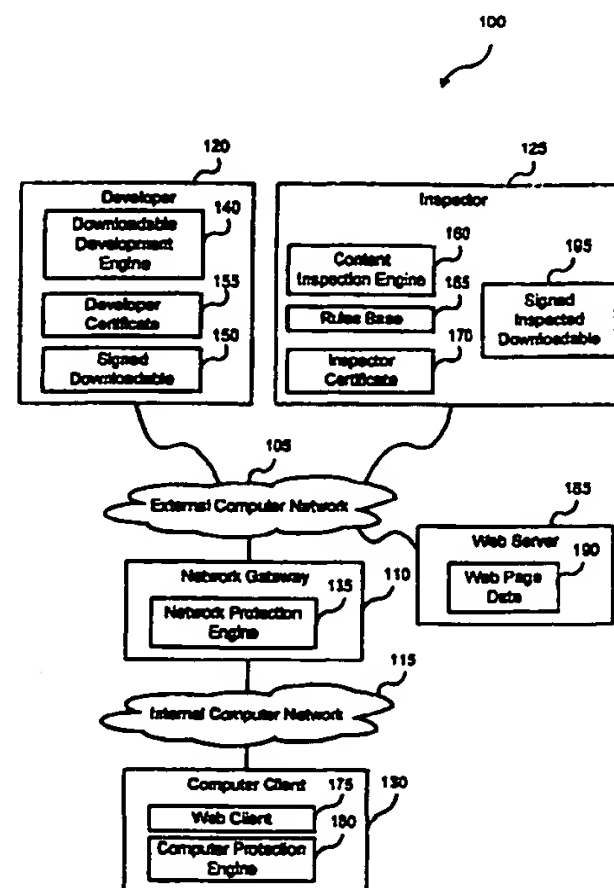 100
120
Developer
140
Downloadable
Development
Engine
155
Developer
Certificate
150
Signed
Downloadable
125
Inspector
160
Content
Inspection Engine
165
Rules Base
170
Inspector
Certificate
195
Signed
Inspected
Downloadable
105
External Computer Network
185
Web Server
190
Web Page
Data
Network Gateway
110
135
Network Protection
Engine
115
Internal Computer Network
Computer Client
130
175
Web Client
180
Computer Protection
Engine